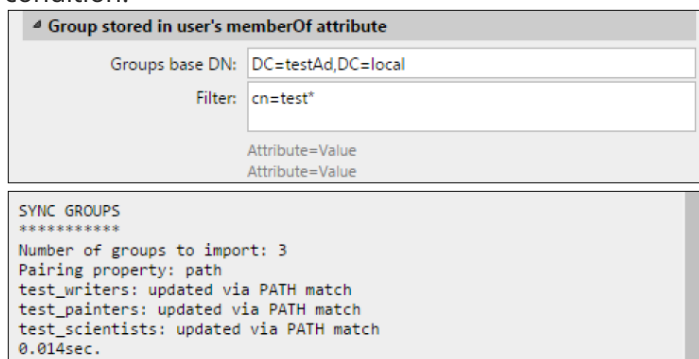 condition.
Group stored in user's memberOf attribute
Groups base DN: DC=testAd,DC=local
Filter: cn=test*
Attribute=Value
Attribute=Value
SYNC GROUPS
***********
Number of groups to import: 3
Pairing property: path
test_writers: updated via PATH match
test_painters: updated via PATH match
test_scientists: updated via PATH match
0.014sec.